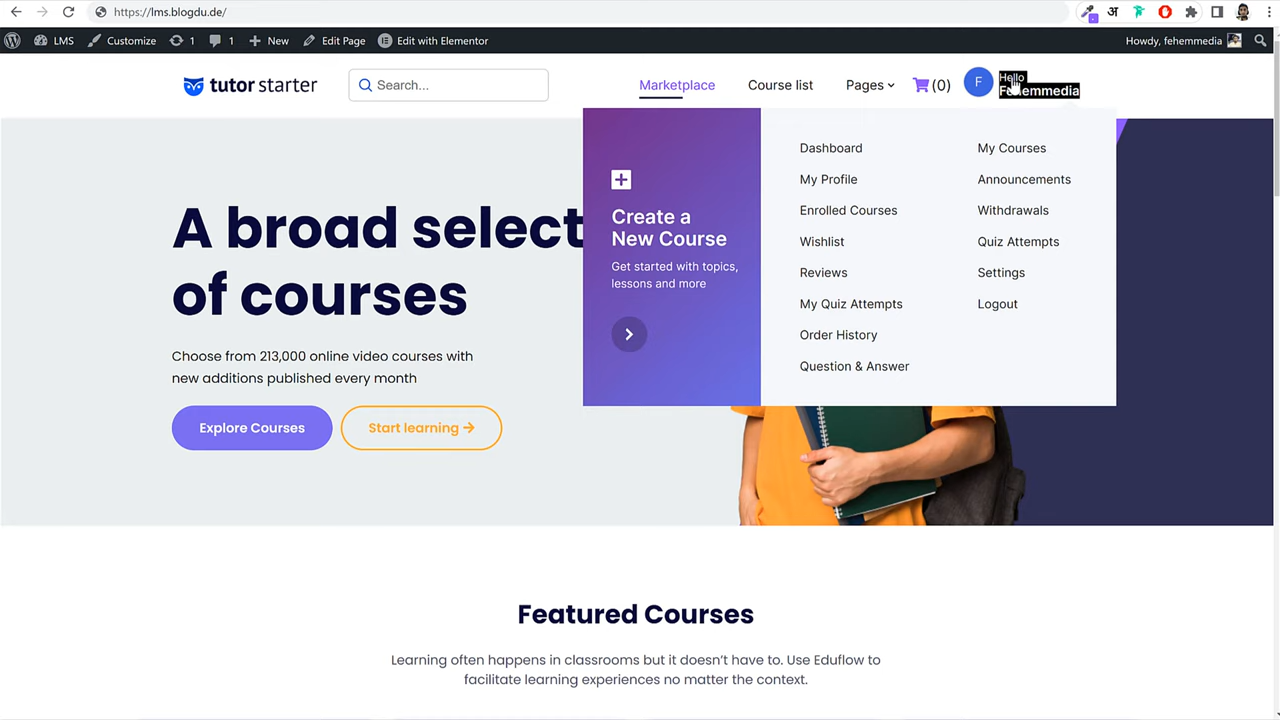 https://lms.blogdu.de/
अ
LMS
Customize
1
1
New
Edit Page
Edit with Elementor
Howdy, fehemmedia
tutor starter
Search...
Marketplace
Course list
Pages
(0)
F
Hello
Fehemmedia
Create a
New Course
Get started with topics,
lessons and more
Dashboard
My Profile
Enrolled Courses
Wishlist
Reviews
My Quiz Attempts
Order History
Question & Answer
My Courses
Announcements
Withdrawals
Quiz Attempts
Settings
Logout
A broad select
of courses
Choose from 213,000 online video courses with
new additions published every month
Explore Courses
Start learning →
Featured Courses
Learning often happens in classrooms but it doesn’t have to. Use Eduflow to
facilitate learning experiences no matter the context.